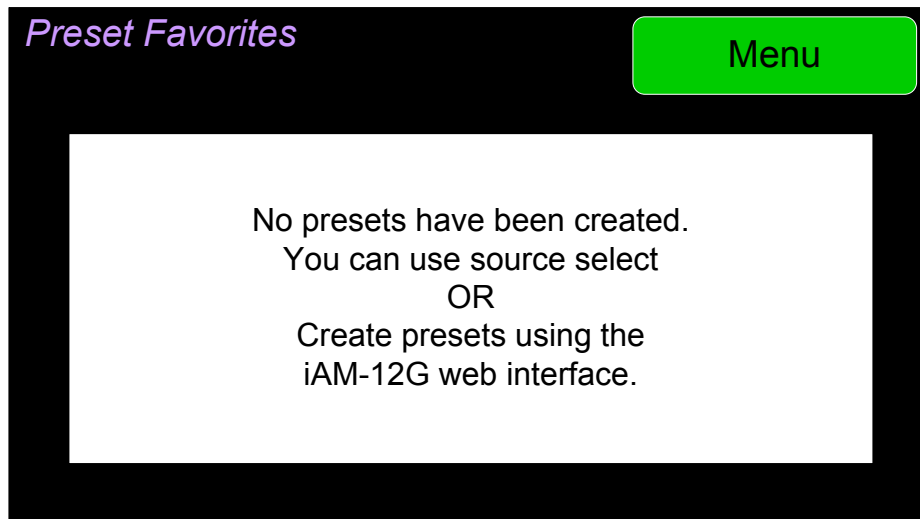 Preset Favorites
Menu
No presets have been created.
You can use source select
OR
Create presets using the
iAM-12G web interface.